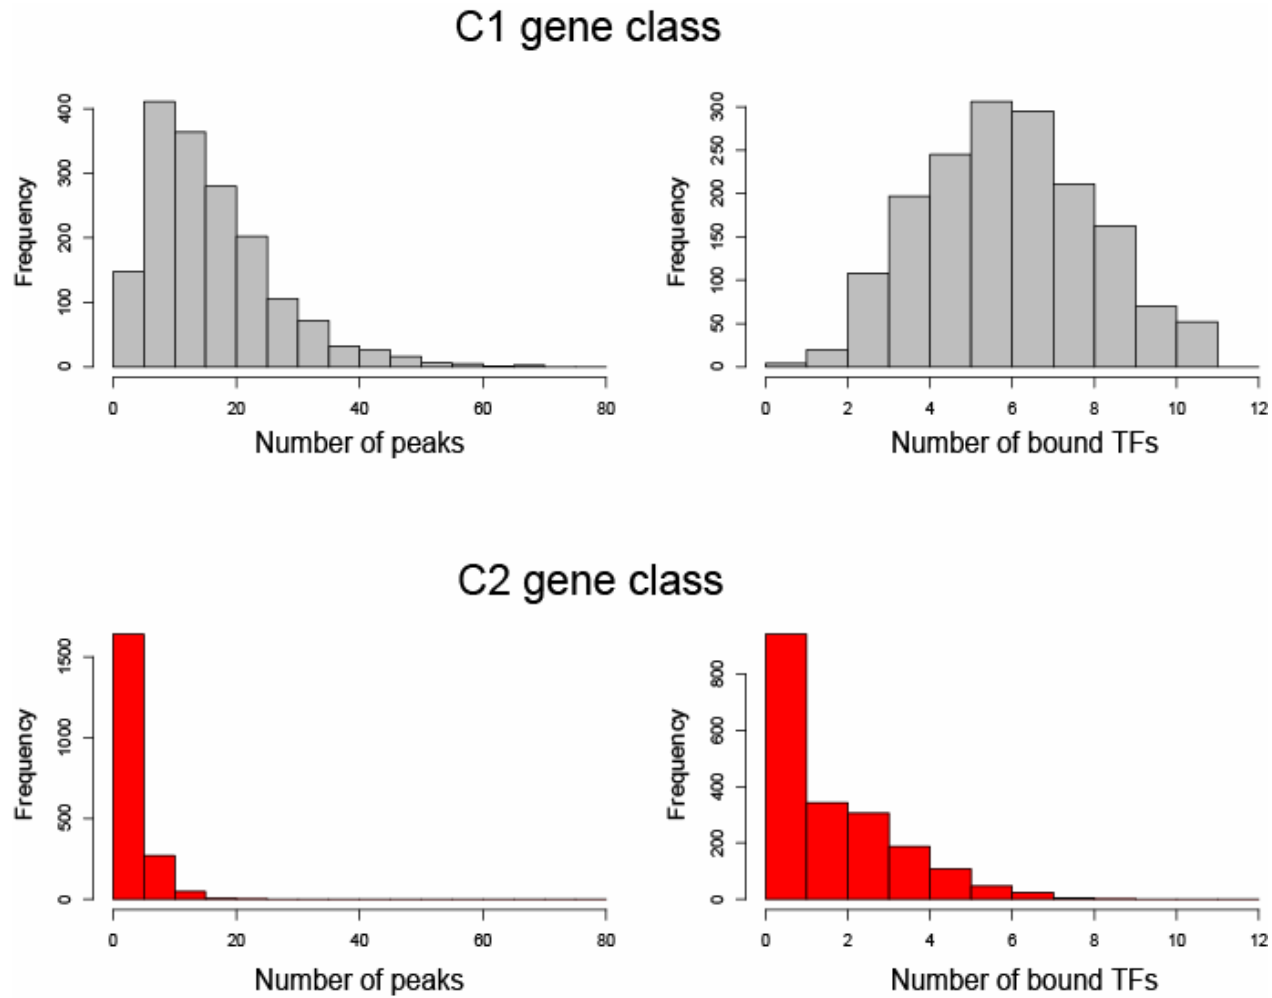 C1 gene class
Frequency
400
300
200
100
0
0 20 40 60 80
Number of peaks
Frequency
300
250
200
150
100
50
0
0 2 4 6 8 10 12
Number of bound TFs
C2 gene class
Frequency
1500
1000
500
0
0 20 40 60 80
Number of peaks
Frequency
800
600
400
200
0
0 2 4 6 8 10 12
Number of bound TFs